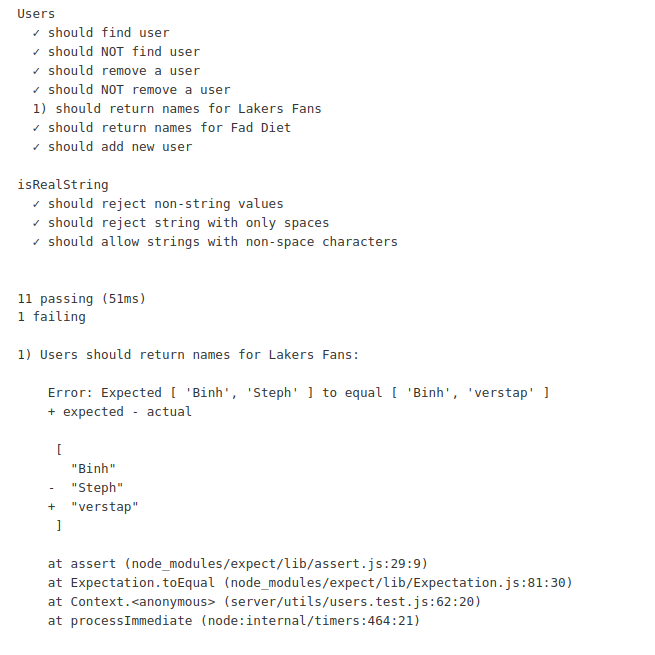 Users
✓ should find user
✓ should NOT find user
✓ should remove a user
✓ should NOT remove a user
1) should return names for Lakers Fans
✓ should return names for Fad Diet
✓ should add new user
isRealString
✓ should reject non-string values
✓ should reject string with only spaces
✓ should allow strings with non-space characters
11 passing (51ms)
1 failing
1) Users should return names for Lakers Fans:
Error: Expected [ 'Binh', 'Steph' ] to equal [ 'Binh', 'verstap' ]
+ expected - actual
[
"Binh"
- "Steph"
+ "verstap"
]
at assert (node_modules/expect/lib/assert.js:29:9)
at Expectation.toEqual (node_modules/expect/lib/Expectation.js:81:30)
at Context.<anonymous> (server/utils/users.test.js:62:20)
at processImmediate (node:internal/timers:464:21)